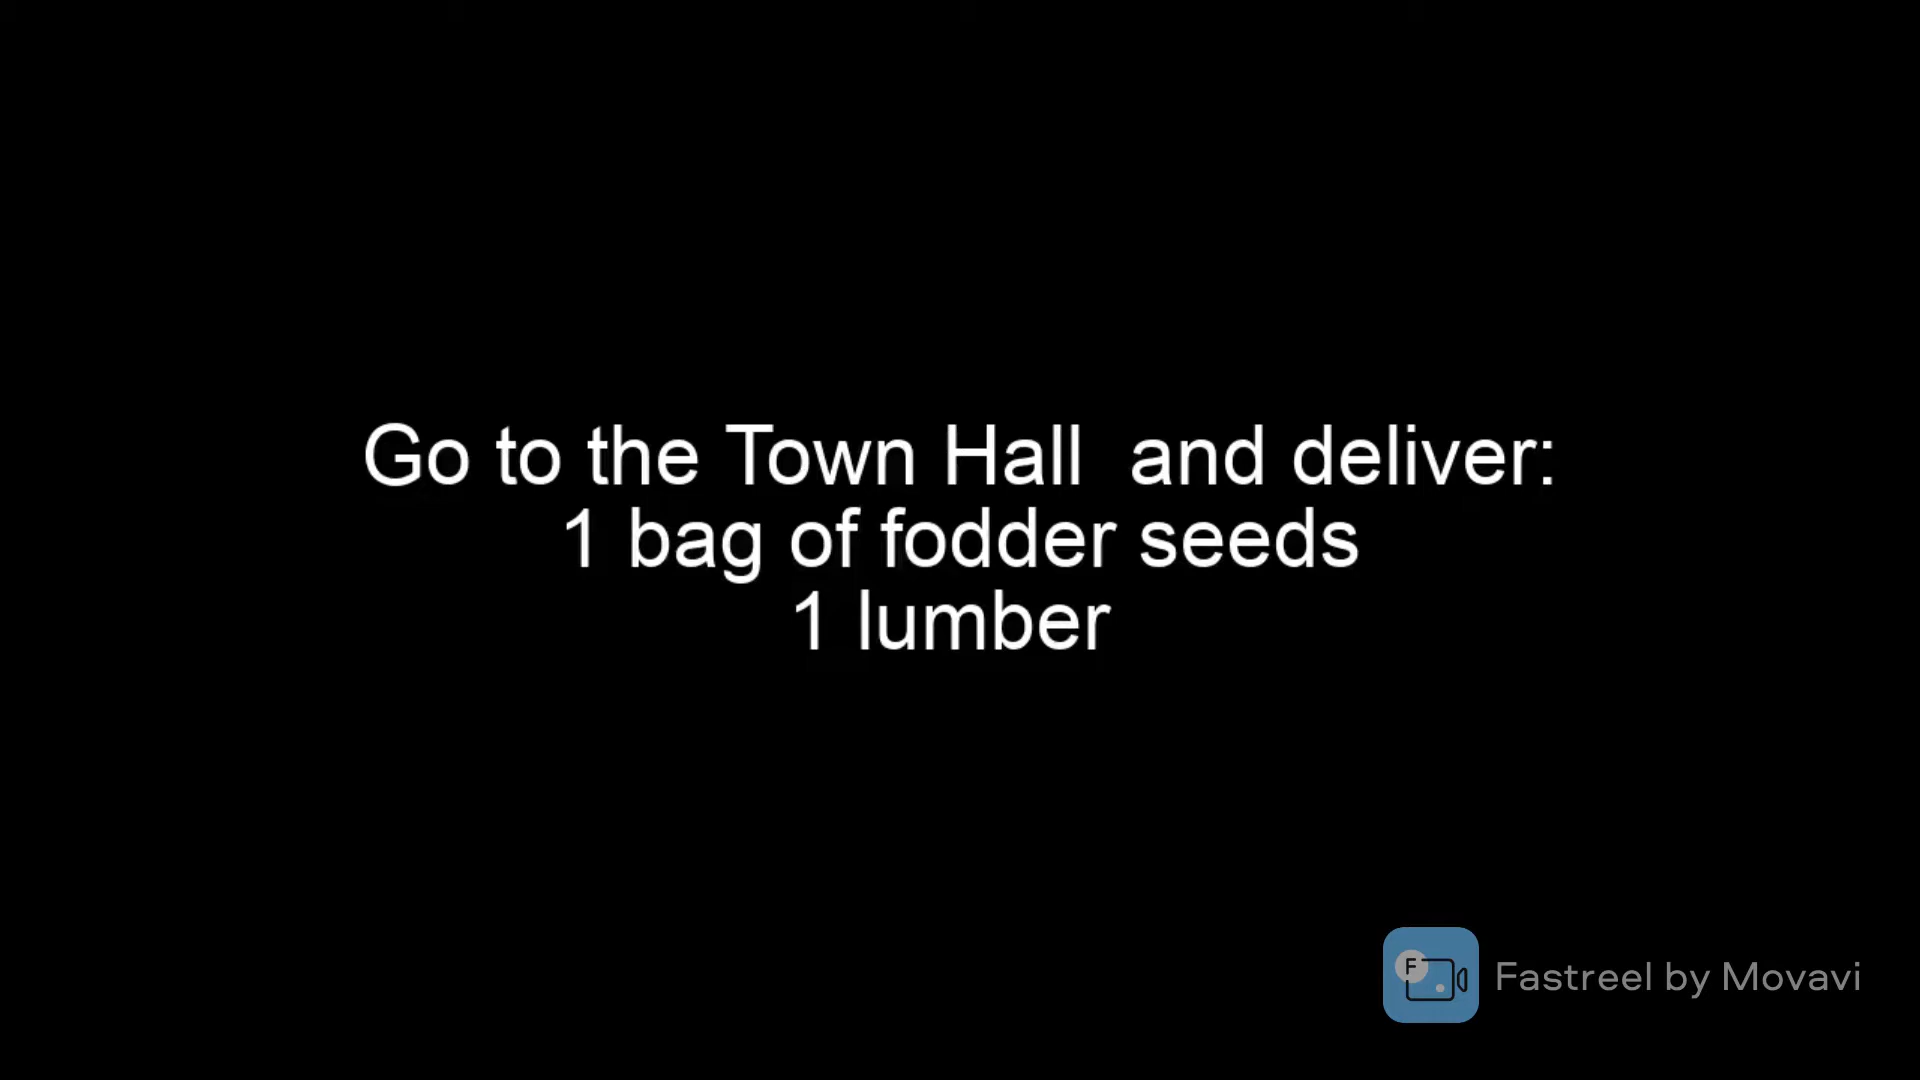 Go to the Town Hall  and deliver:
1 bag of fodder seeds
1 lumber
F
Fastreel by Movavi